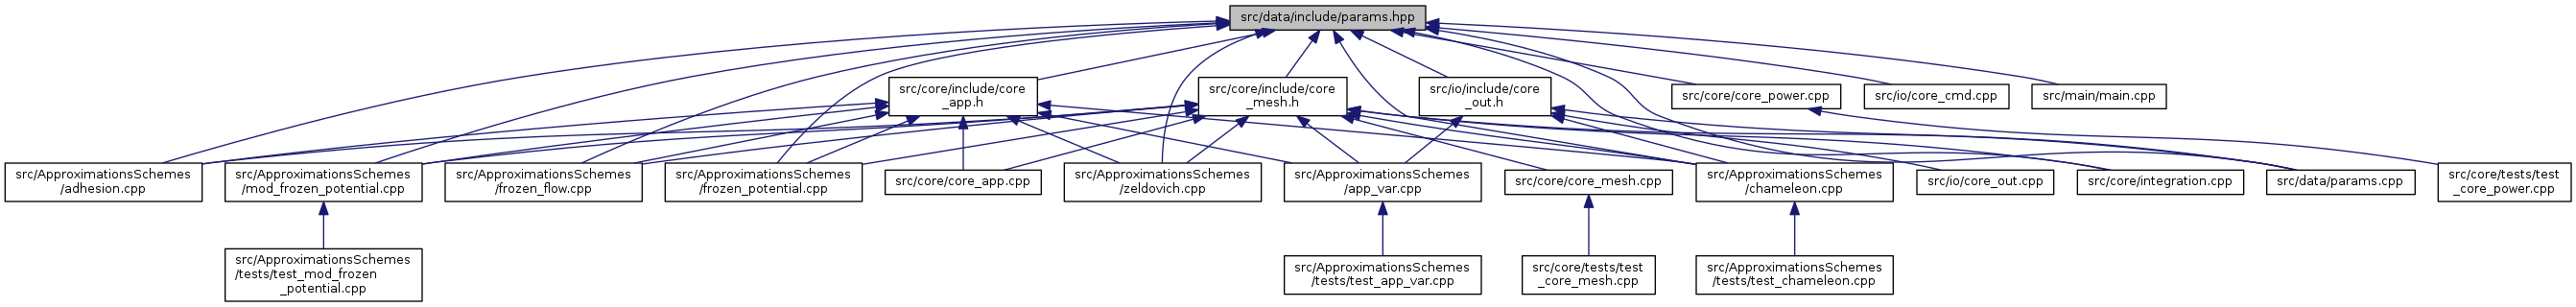 src/data/include/params.hpp
src/core/include/core
_app.h
src/core/include/core
_mesh.h
src/io/include/core
_out.h
src/core/core_power.cpp
src/io/core_cmd.cpp
src/main/main.cpp
src/ApproximationsSchemes
/adhesion.cpp
src/ApproximationsSchemes
/mod_frozen_potential.cpp
src/ApproximationsSchemes
/frozen_flow.cpp
src/ApproximationsSchemes
/frozen_potential.cpp
src/core/core_app.cpp
src/ApproximationsSchemes
/zeldovich.cpp
src/ApproximationsSchemes
/app_var.cpp
src/core/core_mesh.cpp
src/ApproximationsSchemes
/chameleon.cpp
src/io/core_out.cpp
src/core/integration.cpp
src/data/params.cpp
src/core/tests/test
_core_power.cpp
src/ApproximationsSchemes
/tests/test_mod_frozen
_potential.cpp
src/ApproximationsSchemes
/tests/test_app_var.cpp
src/core/tests/test
_core_mesh.cpp
src/ApproximationsSchemes
/tests/test_chameleon.cpp